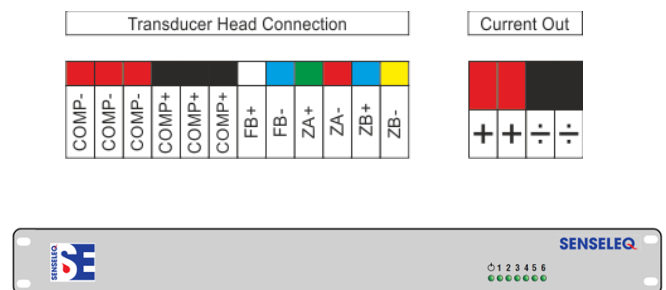 Transducer Head Connection
Current Out
COMP- COMP- COMP- COMP+ COMP+ COMP+ FB+ FB- ZA+ ZA- ZB+ ZB-
+ + ÷ ÷
SENSELEQ
SENSELEQ SE
1 2 3 4 5 6